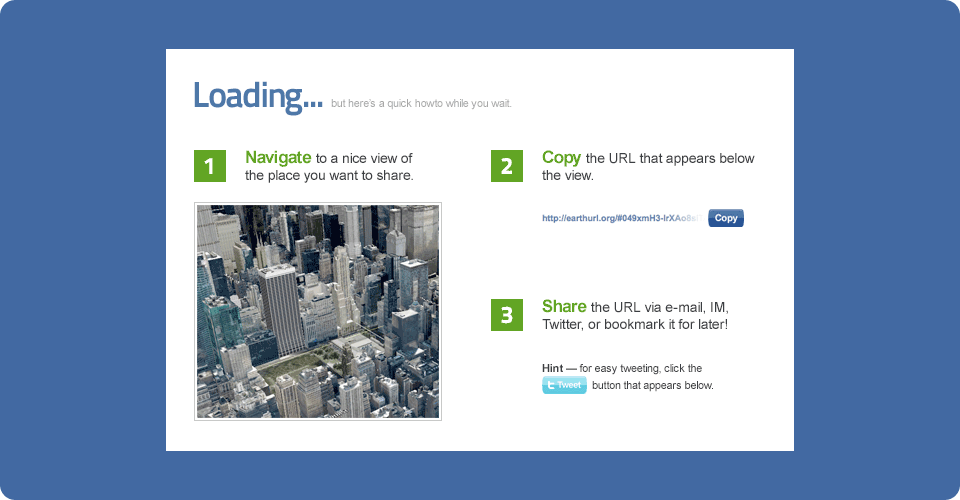 Loading... but here's a quick howto while you wait.
1
Navigate to a nice view of
the place you want to share.
2
Copy the URL that appears below
the view.
http://earthurl.org/#049xmH3-IrXAo8s
Copy
3
Share the URL via e-mail, IM,
Twitter, or bookmark it for later!
Hint — for easy tweeting, click the
Tweet button that appears below.